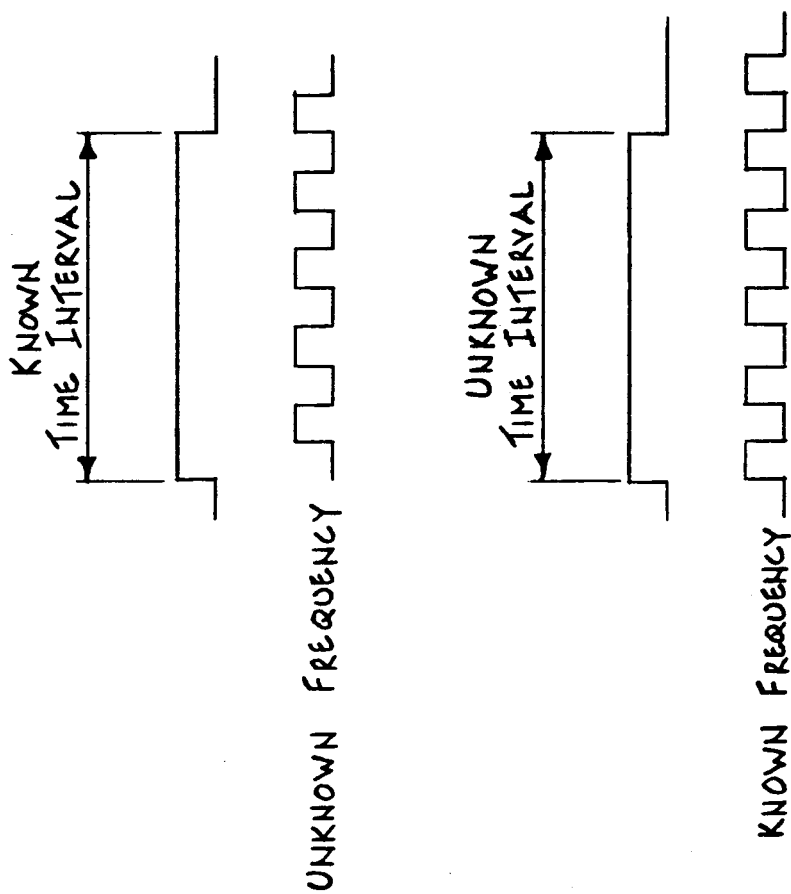 KNOWN
TIME INTERVAL
UNKNOWN FREQUENCY
UNKNOWN
TIME INTERVAL
KNOWN FREQUENCY